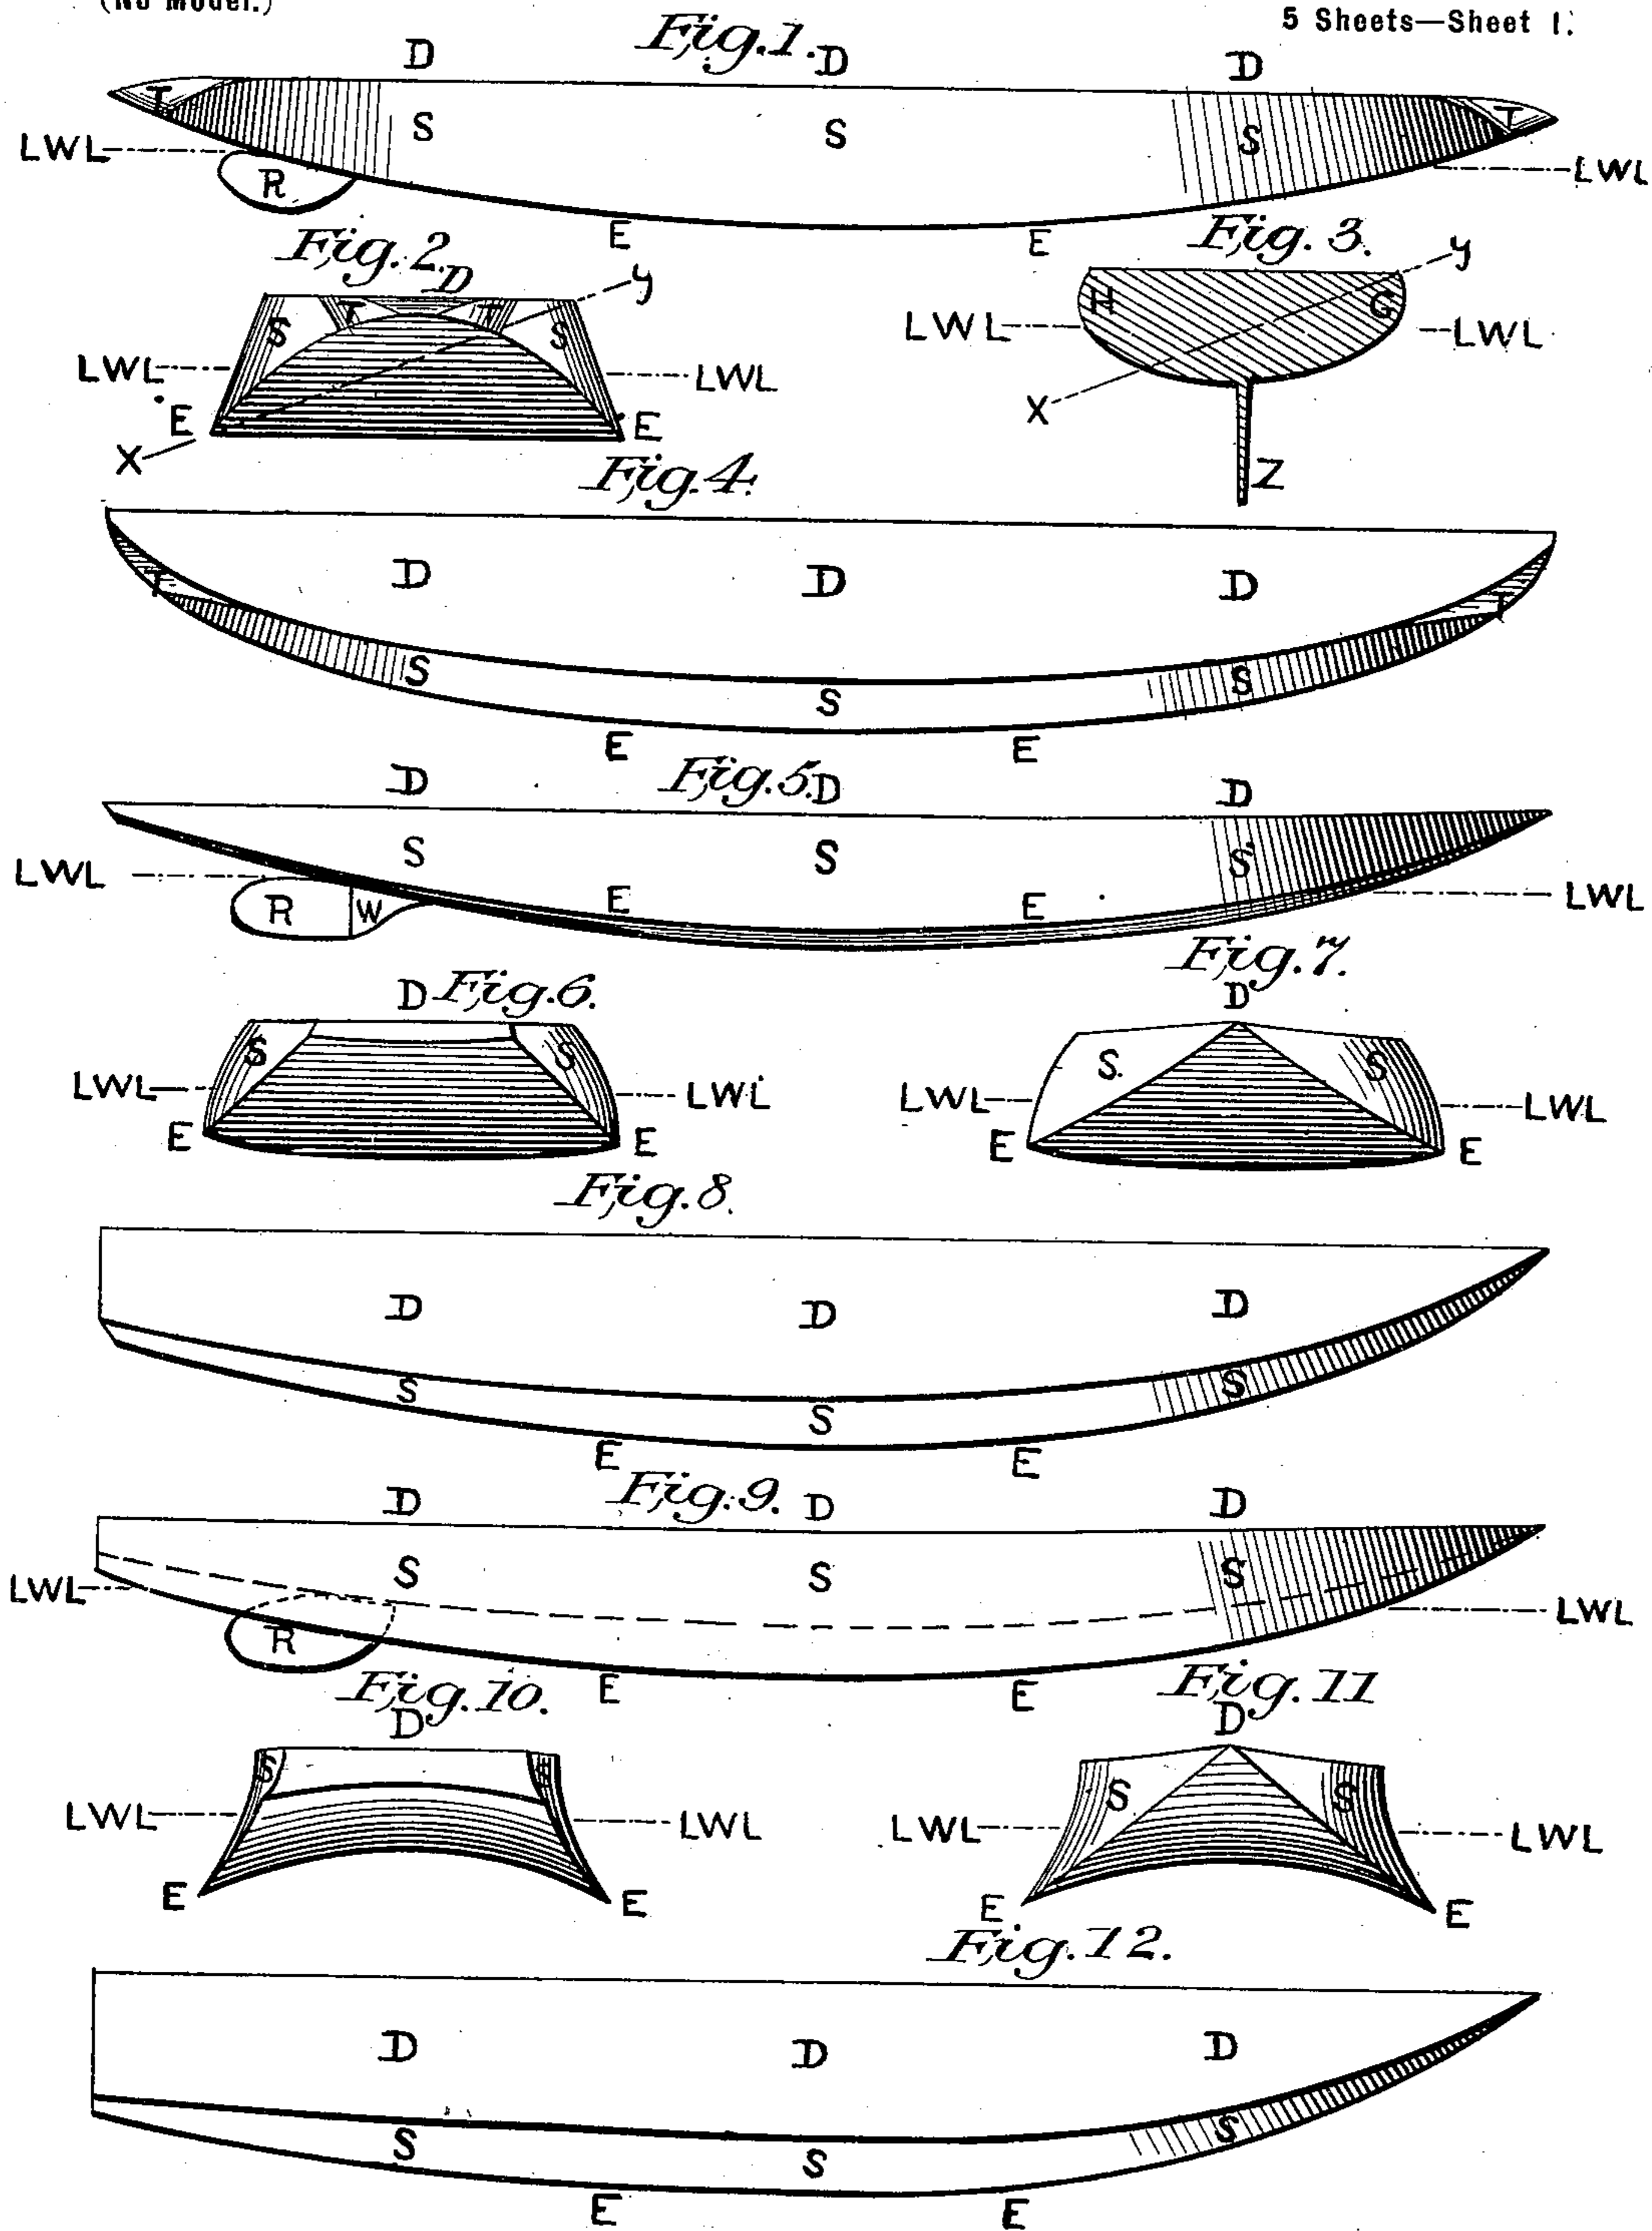 (No Model.)
5 Sheets—Sheet 1.
Fig. 1.
D D D
T S S S T
LWL R LWL
E E
Fig. 2. Fig. 3.
D y y
S T T S H G
LWL LWL LWL LWL
E E
X X
Z
Fig. 4.
D D D
T T
S S S
E E
Fig. 5.
D D D
S S S
LWL R W E E LWL
Fig. 7.
Fig. 6.
D D
S S S. S
LWL LWL LWL LWL
E E E E
Fig. 8.
D D D
S S S
E E
Fig. 9.
D D D
S S S
LWL R LWL
E E
Fig. 10. Fig. 11
D D
S S S
LWL LWL LWL LWL
E E E E
Fig. 12.
D D D
S S S
E E